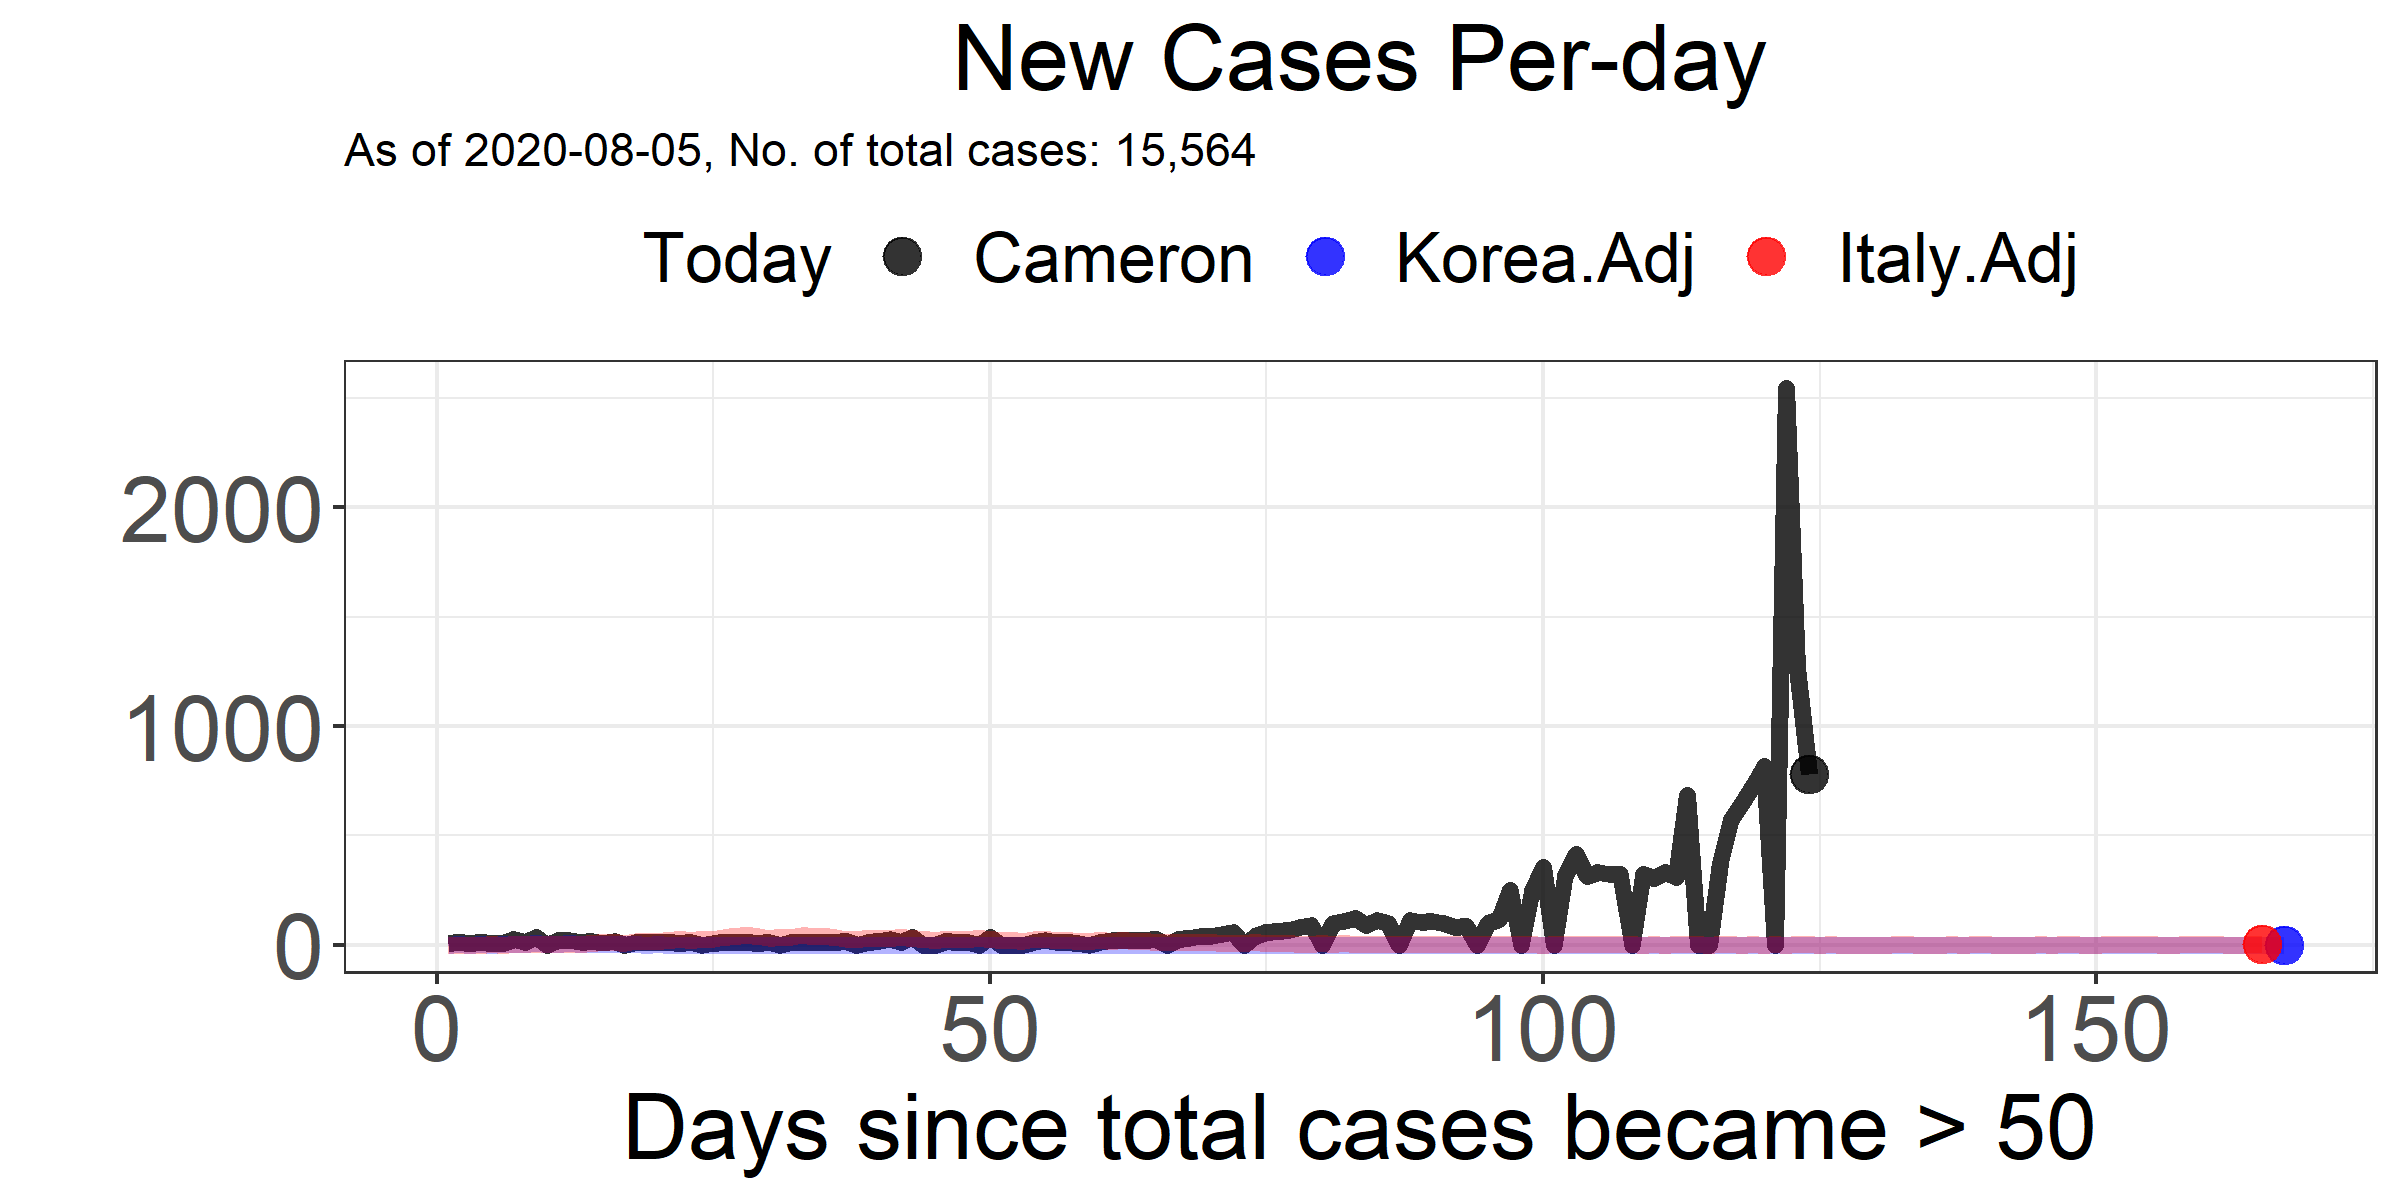 New Cases Per-day
As of 2020-08-05, No. of total cases: 15,564
Today Cameron Korea.Adj Italy.Adj
2000
1000
0
0 50 100 150
Days since total cases became > 50